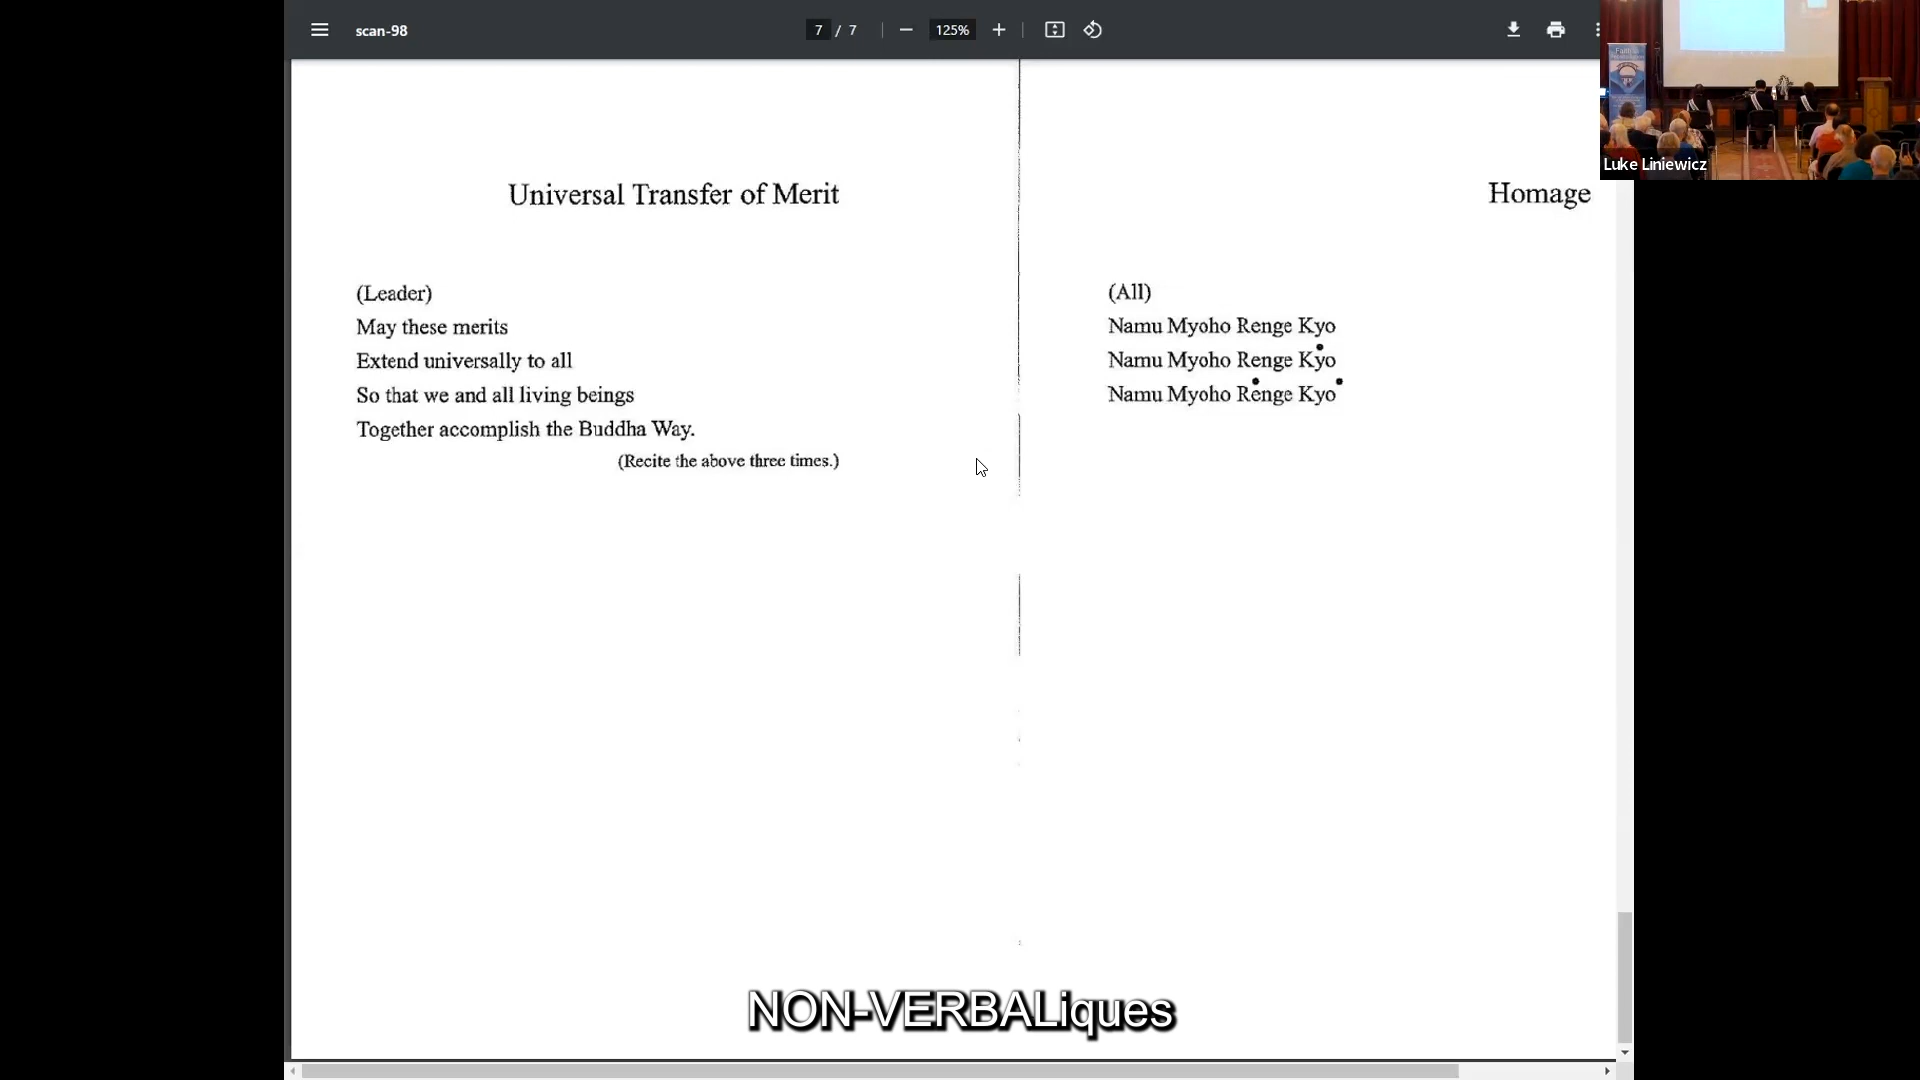 scan-98
7 / 7
125%
Universal Transfer of Merit
(Leader)
May these merits
Extend universally to all
So that we and all living beings
Together accomplish the Buddha Way.
(Recite the above three times.)
Homage
(All)
Namu Myoho Renge Kyo
Namu Myoho Renge Kyo
Namu Myoho Renge Kyo
Luke Liniewicz
NON-VERBALiques